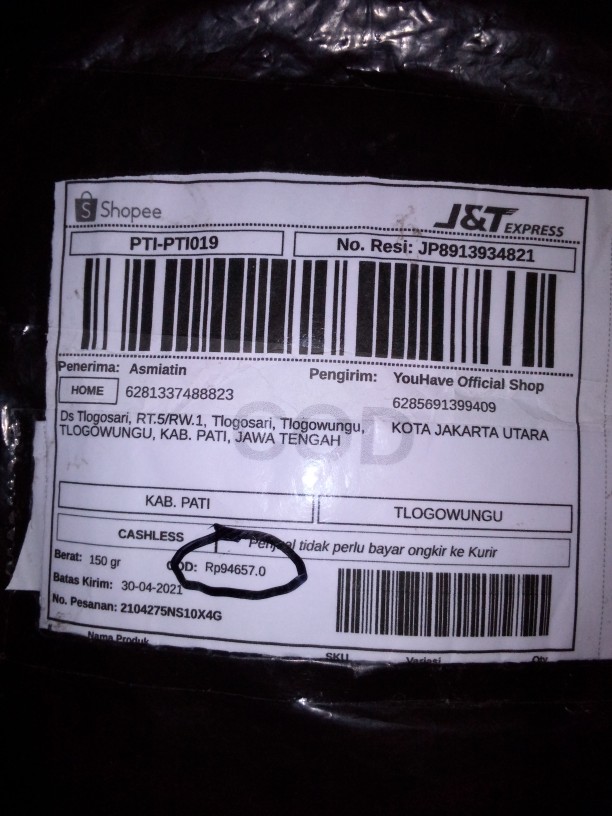 Shopee
J&T EXPRESS
PTI-PTI019
No. Resi: JP8913934821
Penerima: Asmiatin
Pengirim: YouHave Official Shop
HOME
6281337488823
6285691399409
Ds Tlogosari, RT.5/RW.1, Tlogosari, Tlogowungu,
TLOGOWUNGU, KAB. PATI, JAWA TENGAH
KOTA JAKARTA UTARA
COD
KAB. PATI
TLOGOWUNGU
CASHLESS
Penjual tidak perlu bayar ongkir ke Kurir
Berat: 150 gr
COD: Rp94657.0
Batas Kirim: 30-04-2021
No. Pesanan: 2104275NS10X4G
Nama Produk
SKU
Variasi
Qty